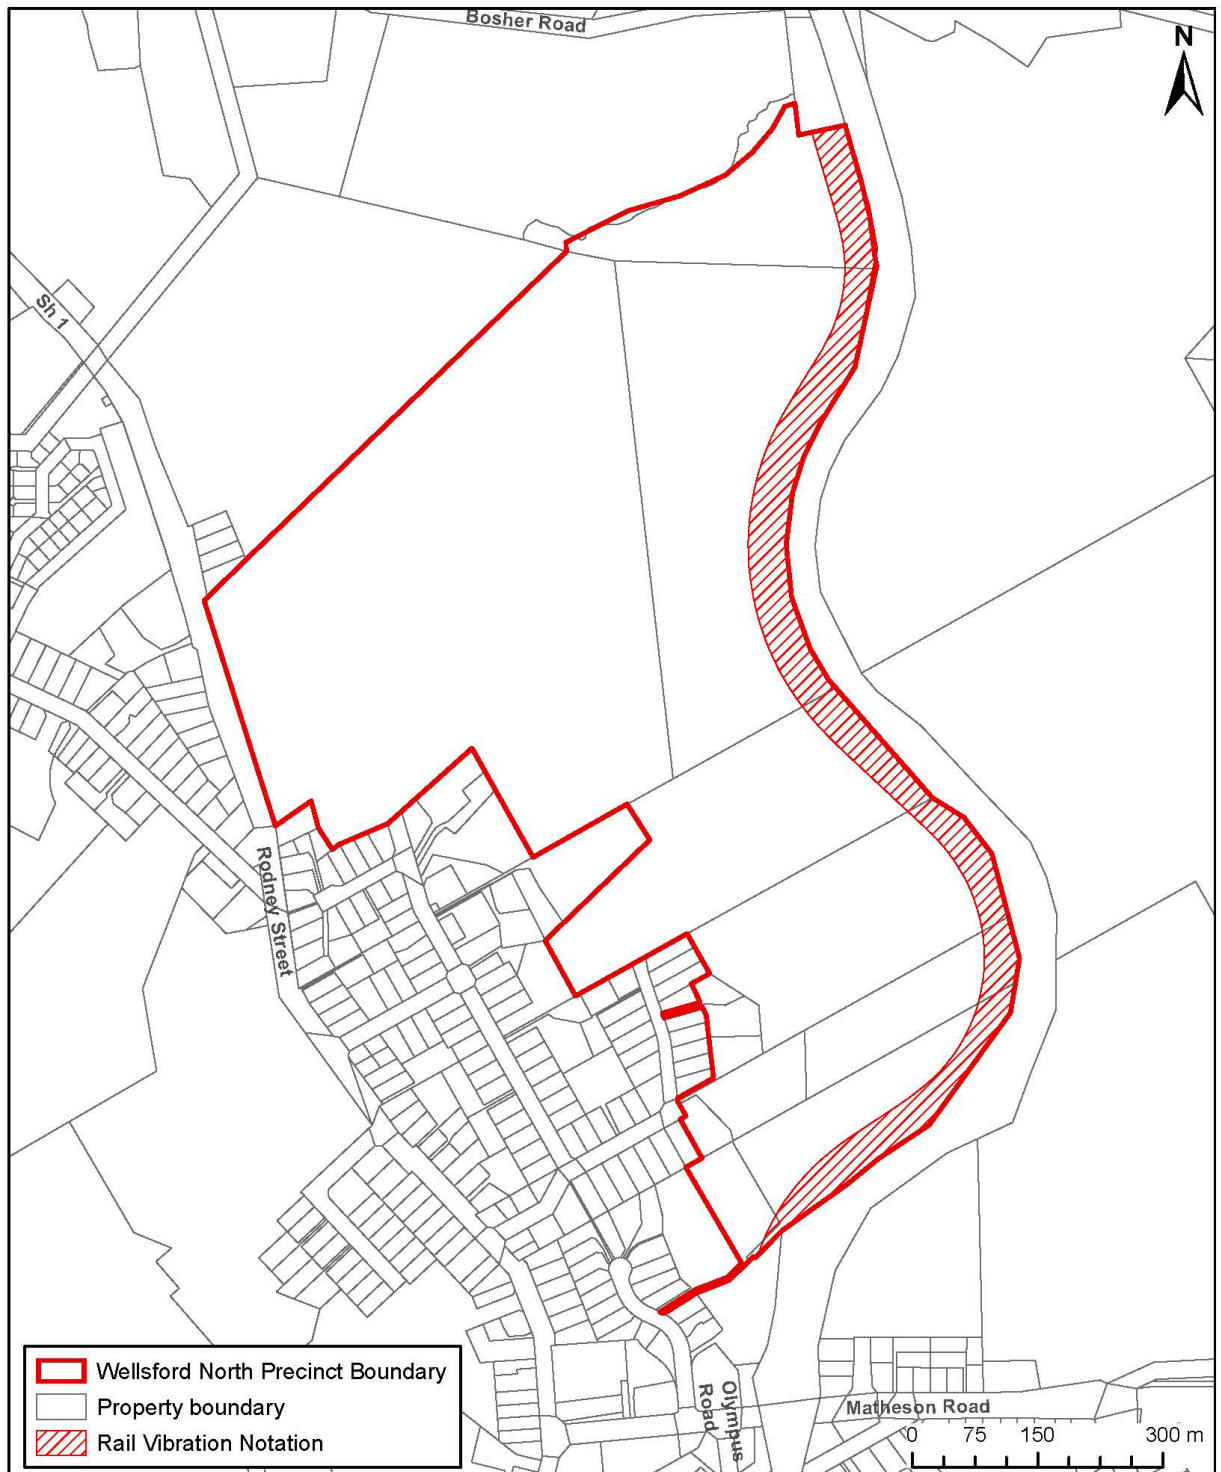 Bosher Road
N
Sh 1
Rodney Street
Olympus
Road
Matheson Road
Wellsford North Precinct Boundary
Property boundary
Rail Vibration Notation
0 75 150 300 m